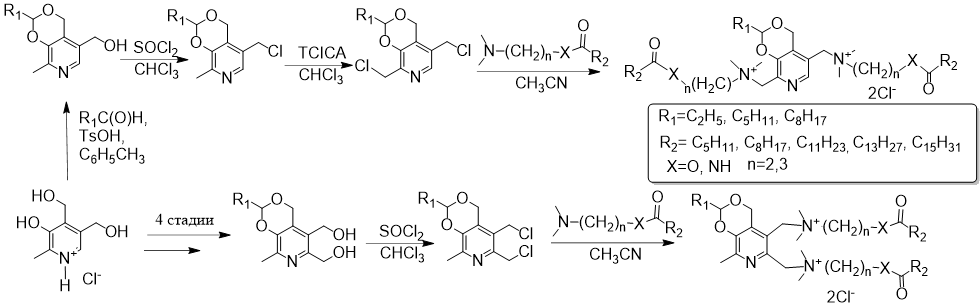 R1 O O OH N
SOCl2
CHCl3
R1 O O Cl N
TCICA
CHCl3
R1 O O Cl Cl N
N (CH2)n-X O R2
CH3CN
O R2 X n(H2C) N+ R1 O O N N+ (CH2)n X O R2
2Cl-
R1=C2H5, C5H11, C8H17
R2= C5H11, C8H17, C11H23, C13H27, C15H31
X=O, NH n=2,3
R1C(O)H,
TsOH,
C6H5CH3
HO HO OH N+ H Cl-
4 стадии
R1 O O OH OH N
SOCl2
CHCl3
R1 O O Cl Cl N
N (CH2)n-X O R2
CH3CN
R1 O O N N+ (CH2)n-X O R2
N+ (CH2)n-X R2 O
2Cl-